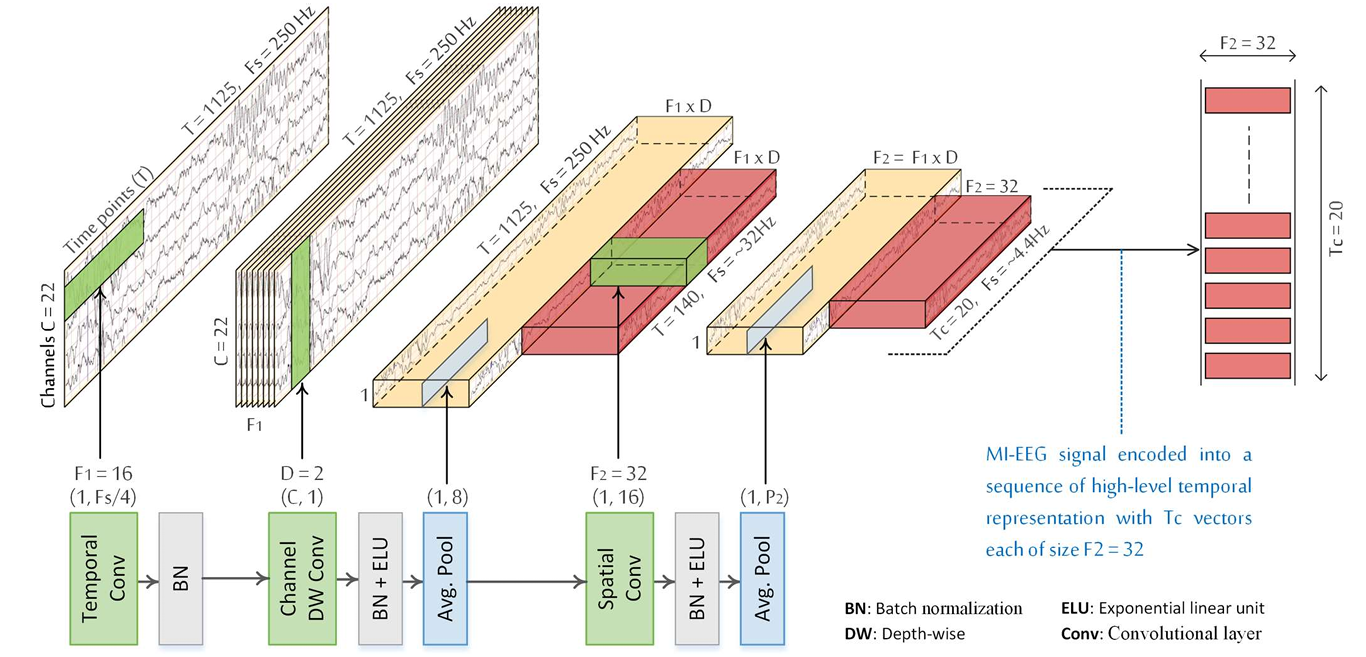 T = 1125, Fs = 250 Hz
Time points (T)
Channels C = 22
T = 1125, Fs = 250 Hz
C = 22
F1
T = 1125, Fs = 250 Hz
F1 x D
1
F1 x D
T = 140, Fs = ~32Hz
F2 = F1 x D
1
F2 = 32
Tc = 20, Fs = ~4.4Hz
F2 = 32
Tc = 20
F1 = 16
(1, Fs/4)
D = 2
(C, 1)
(1, 8)
F2 = 32
(1, 16)
(1, P2)
Temporal
Conv
BN
Channel
DW Conv
BN + ELU
Avg. Pool
Spatial
Conv
BN + ELU
Avg. Pool
MI-EEG signal encoded into a
sequence of high-level temporal
representation with Tc vectors
each of size F2 = 32
BN: Batch normalization
ELU: Exponential linear unit
DW: Depth-wise
Conv: Convolutional layer